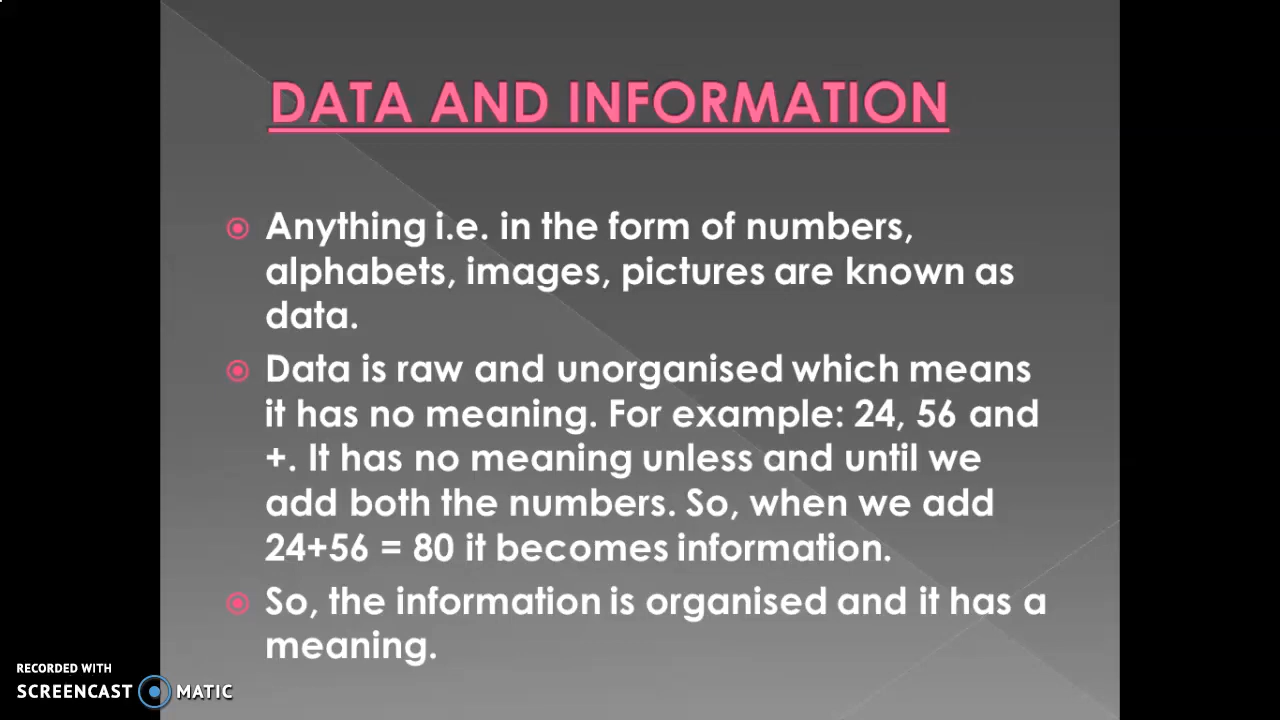 DATA AND INFORMATION
Anything i.e. in the form of numbers,
alphabets, images, pictures are known as
data.
Data is raw and unorganised which means
it has no meaning. For example: 24, 56 and
+. It has no meaning unless and until we
add both the numbers. So, when we add
24+56 = 80 it becomes information.
So, the information is organised and it has a
meaning.
RECORDED WITH
SCREENCAST MATIC